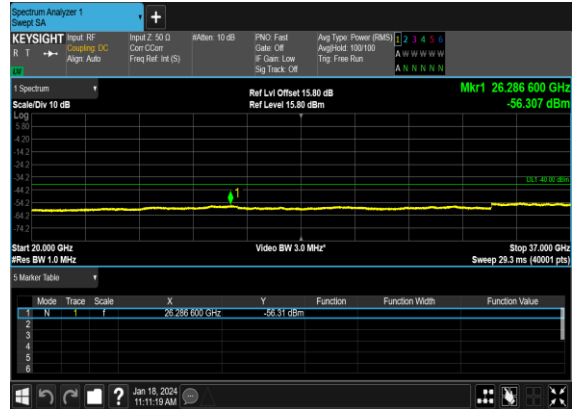 Spectrum Analyzer 1
Swept SA
+
KEYSIGHT Input: RF Input Z: 50 Ω #Atten: 10 dB PNO: Fast Avg Type: Power (RMS) 1 2 3 4 5 6
R T Coupling: DC Corr CCorr Gate: Off Avg|Hold: 100/100 A W W W W W
Align: Auto Freq Ref: Int (S) IF Gain: Low Trig: Free Run
Sig Track: Off A N N N N N
1 Spectrum Ref Lvl Offset 15.80 dB Mkr1 26.286 600 GHz
Scale/Div 10 dB Ref Level 15.80 dBm -56.307 dBm
Log
5.80
-4.20
-14.2
-24.2
-34.2 DL1 -40.00 dBm
-44.2
1
-54.2
-64.2
-74.2
Start 20.000 GHz Video BW 3.0 MHz* Stop 37.000 GHz
#Res BW 1.0 MHz Sweep 29.3 ms (40001 pts)
5 Marker Table
Mode Trace Scale X Y Function Function Width Function Value
1 N 1 f 26.286 600 GHz -56.31 dBm
2
3
4
5
6
? Jan 18, 2024
11:11:19 AM